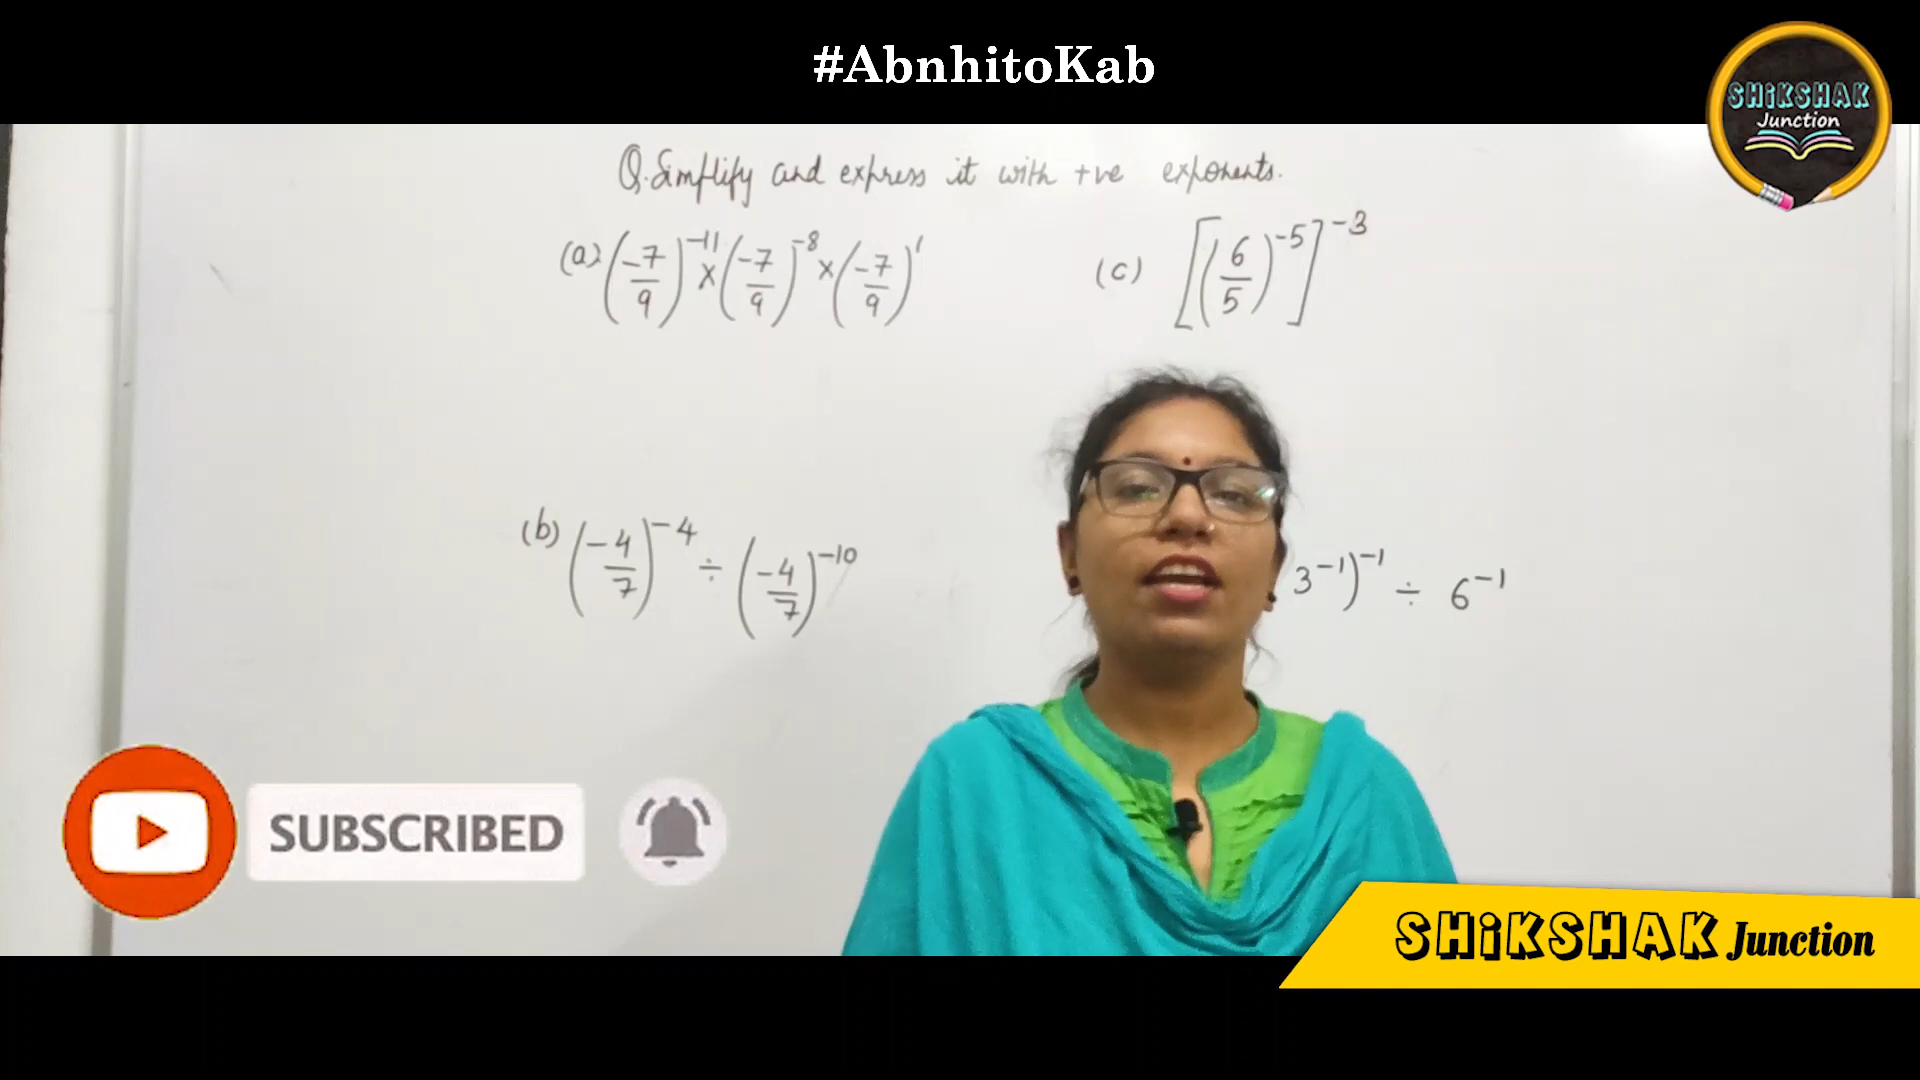 #AbnhitoKab
SHiKSHAK
Junction
Q. Simplify and express it with +ve exponents.
(a) (-7/9)^-11 × (-7/9)^-8 × (-7/9)^1
(c) [(6/5)^-5]^-3
(b) (-4/7)^-4 ÷ (-4/7)^-10
3^-1)^-1 ÷ 6^-1
SUBSCRIBED
SHiKSHAK Junction